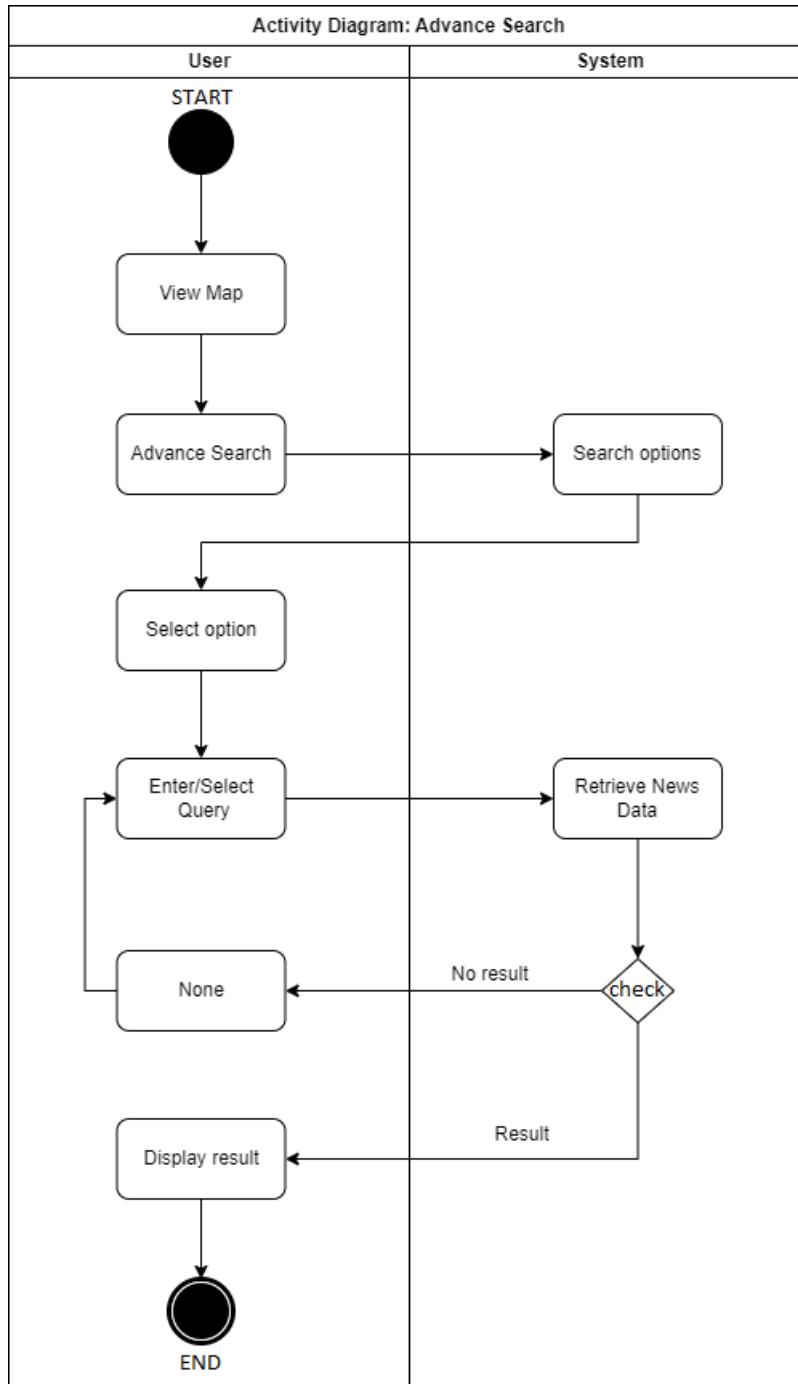 Activity Diagram: Advance Search
User
System
START
View Map
Advance Search
Search options
Select option
Enter/Select
Query
Retrieve News
Data
None
No result
check
Display result
Result
END